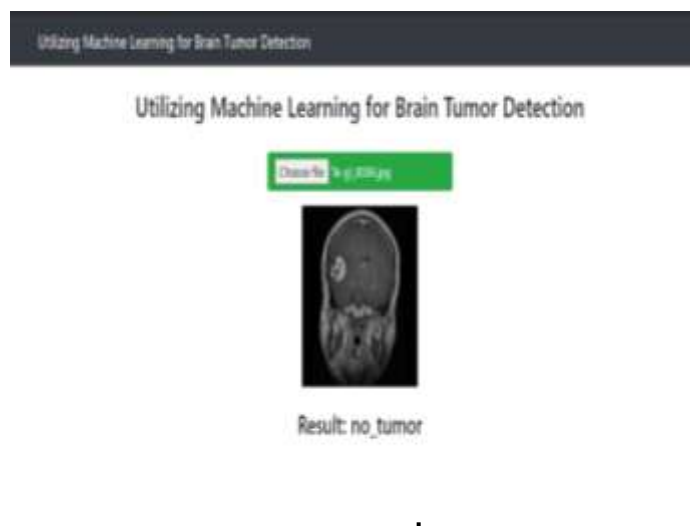 Utilizing Machine Learning for Brain Tumor Detection
Utilizing Machine Learning for Brain Tumor Detection
Choose file
Result: no_tumor